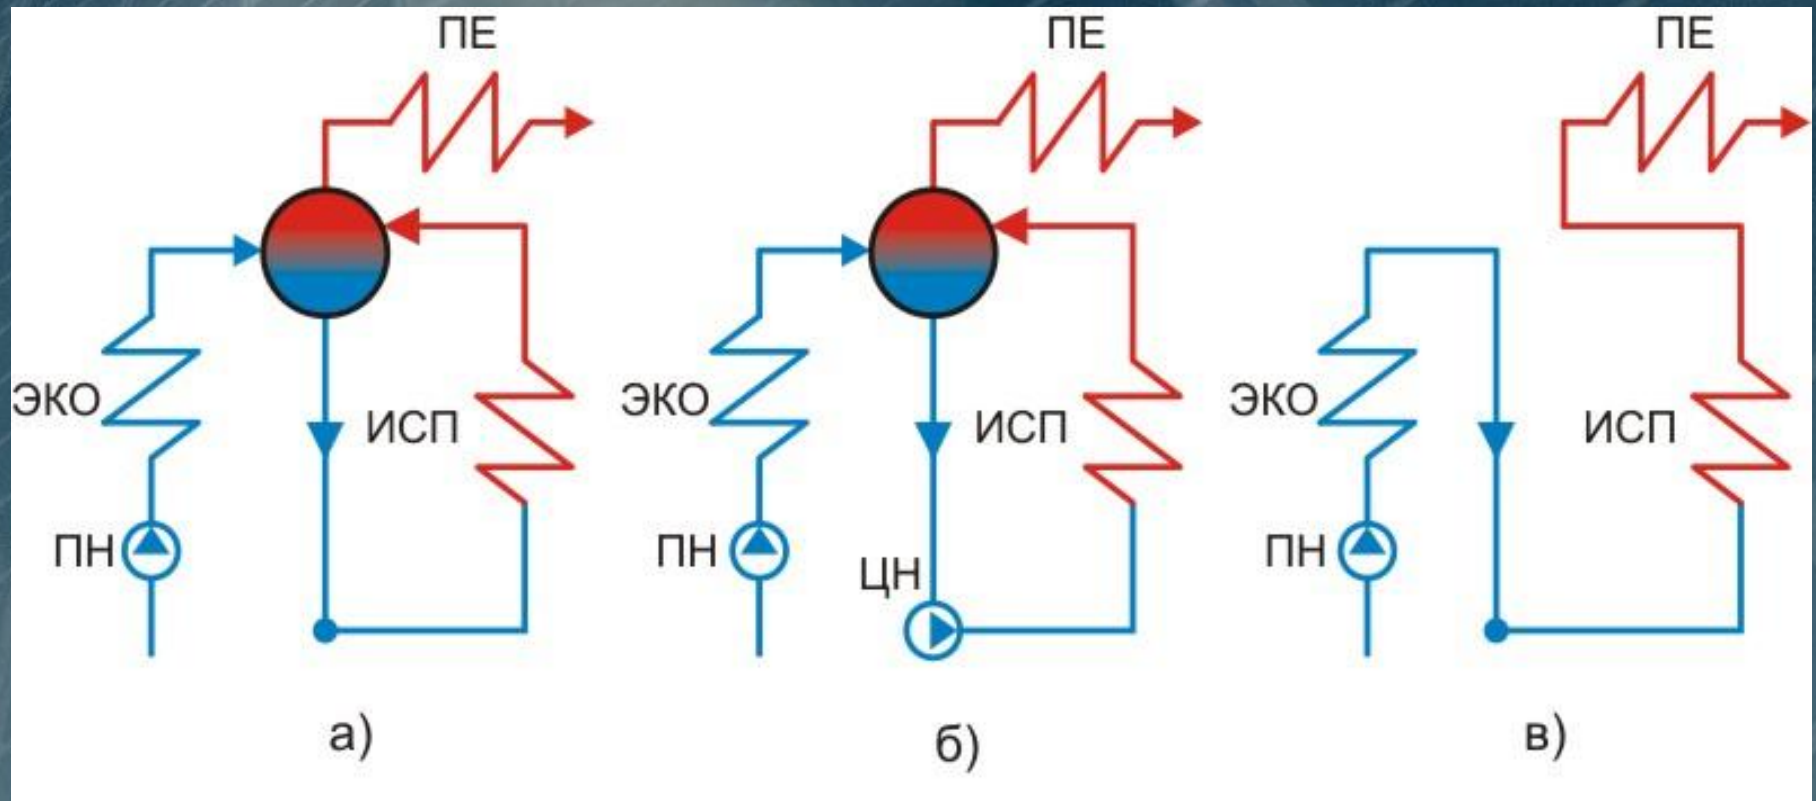 ПЕ
ПЕ
ПЕ
ЭКО
ИСП
ЭКО
ИСП
ЭКО
ИСП
ПН
ПН
ЦН
ПН
а)
б)
в)